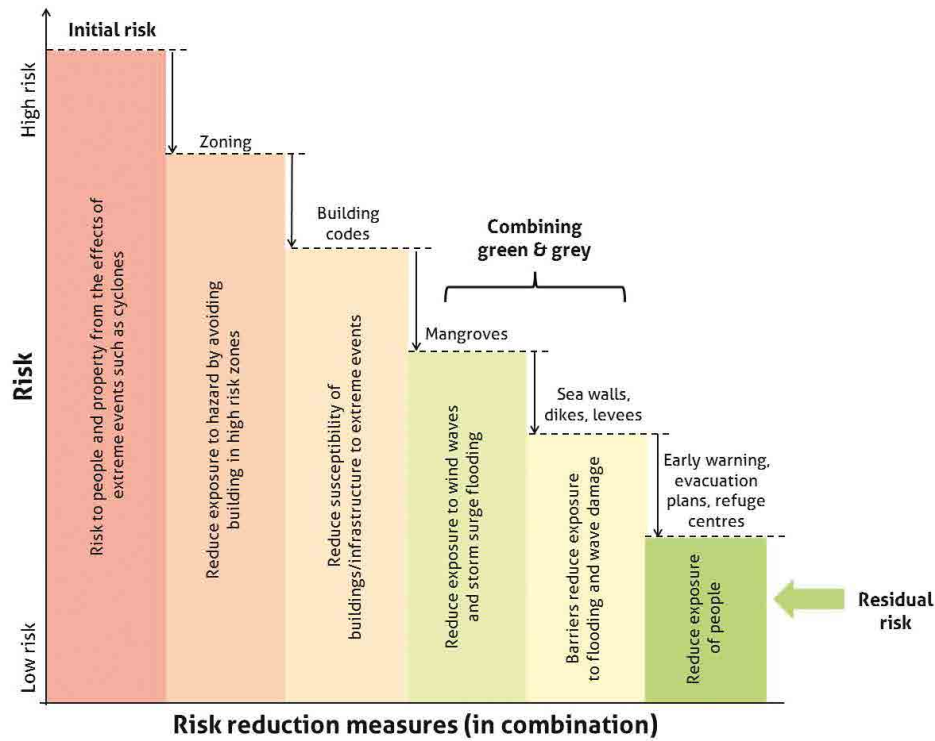 Initial risk
High risk
Low risk
Risk
Risk to people and property from the effects of
extreme events such as cyclones
Zoning
Reduce exposure to hazard by avoiding
building in high risk zones
Building
codes
Reduce susceptibility of
buildings/infrastructure to extreme events
Combining
green & grey
Mangroves
Reduce exposure to wind waves
and storm surge flooding
Sea walls,
dikes, levees
Barriers reduce exposure
to flooding and wave damage
Early warning,
evacuation
plans, refuge
centres
Reduce exposure
of people
Residual
risk
Risk reduction measures (in combination)